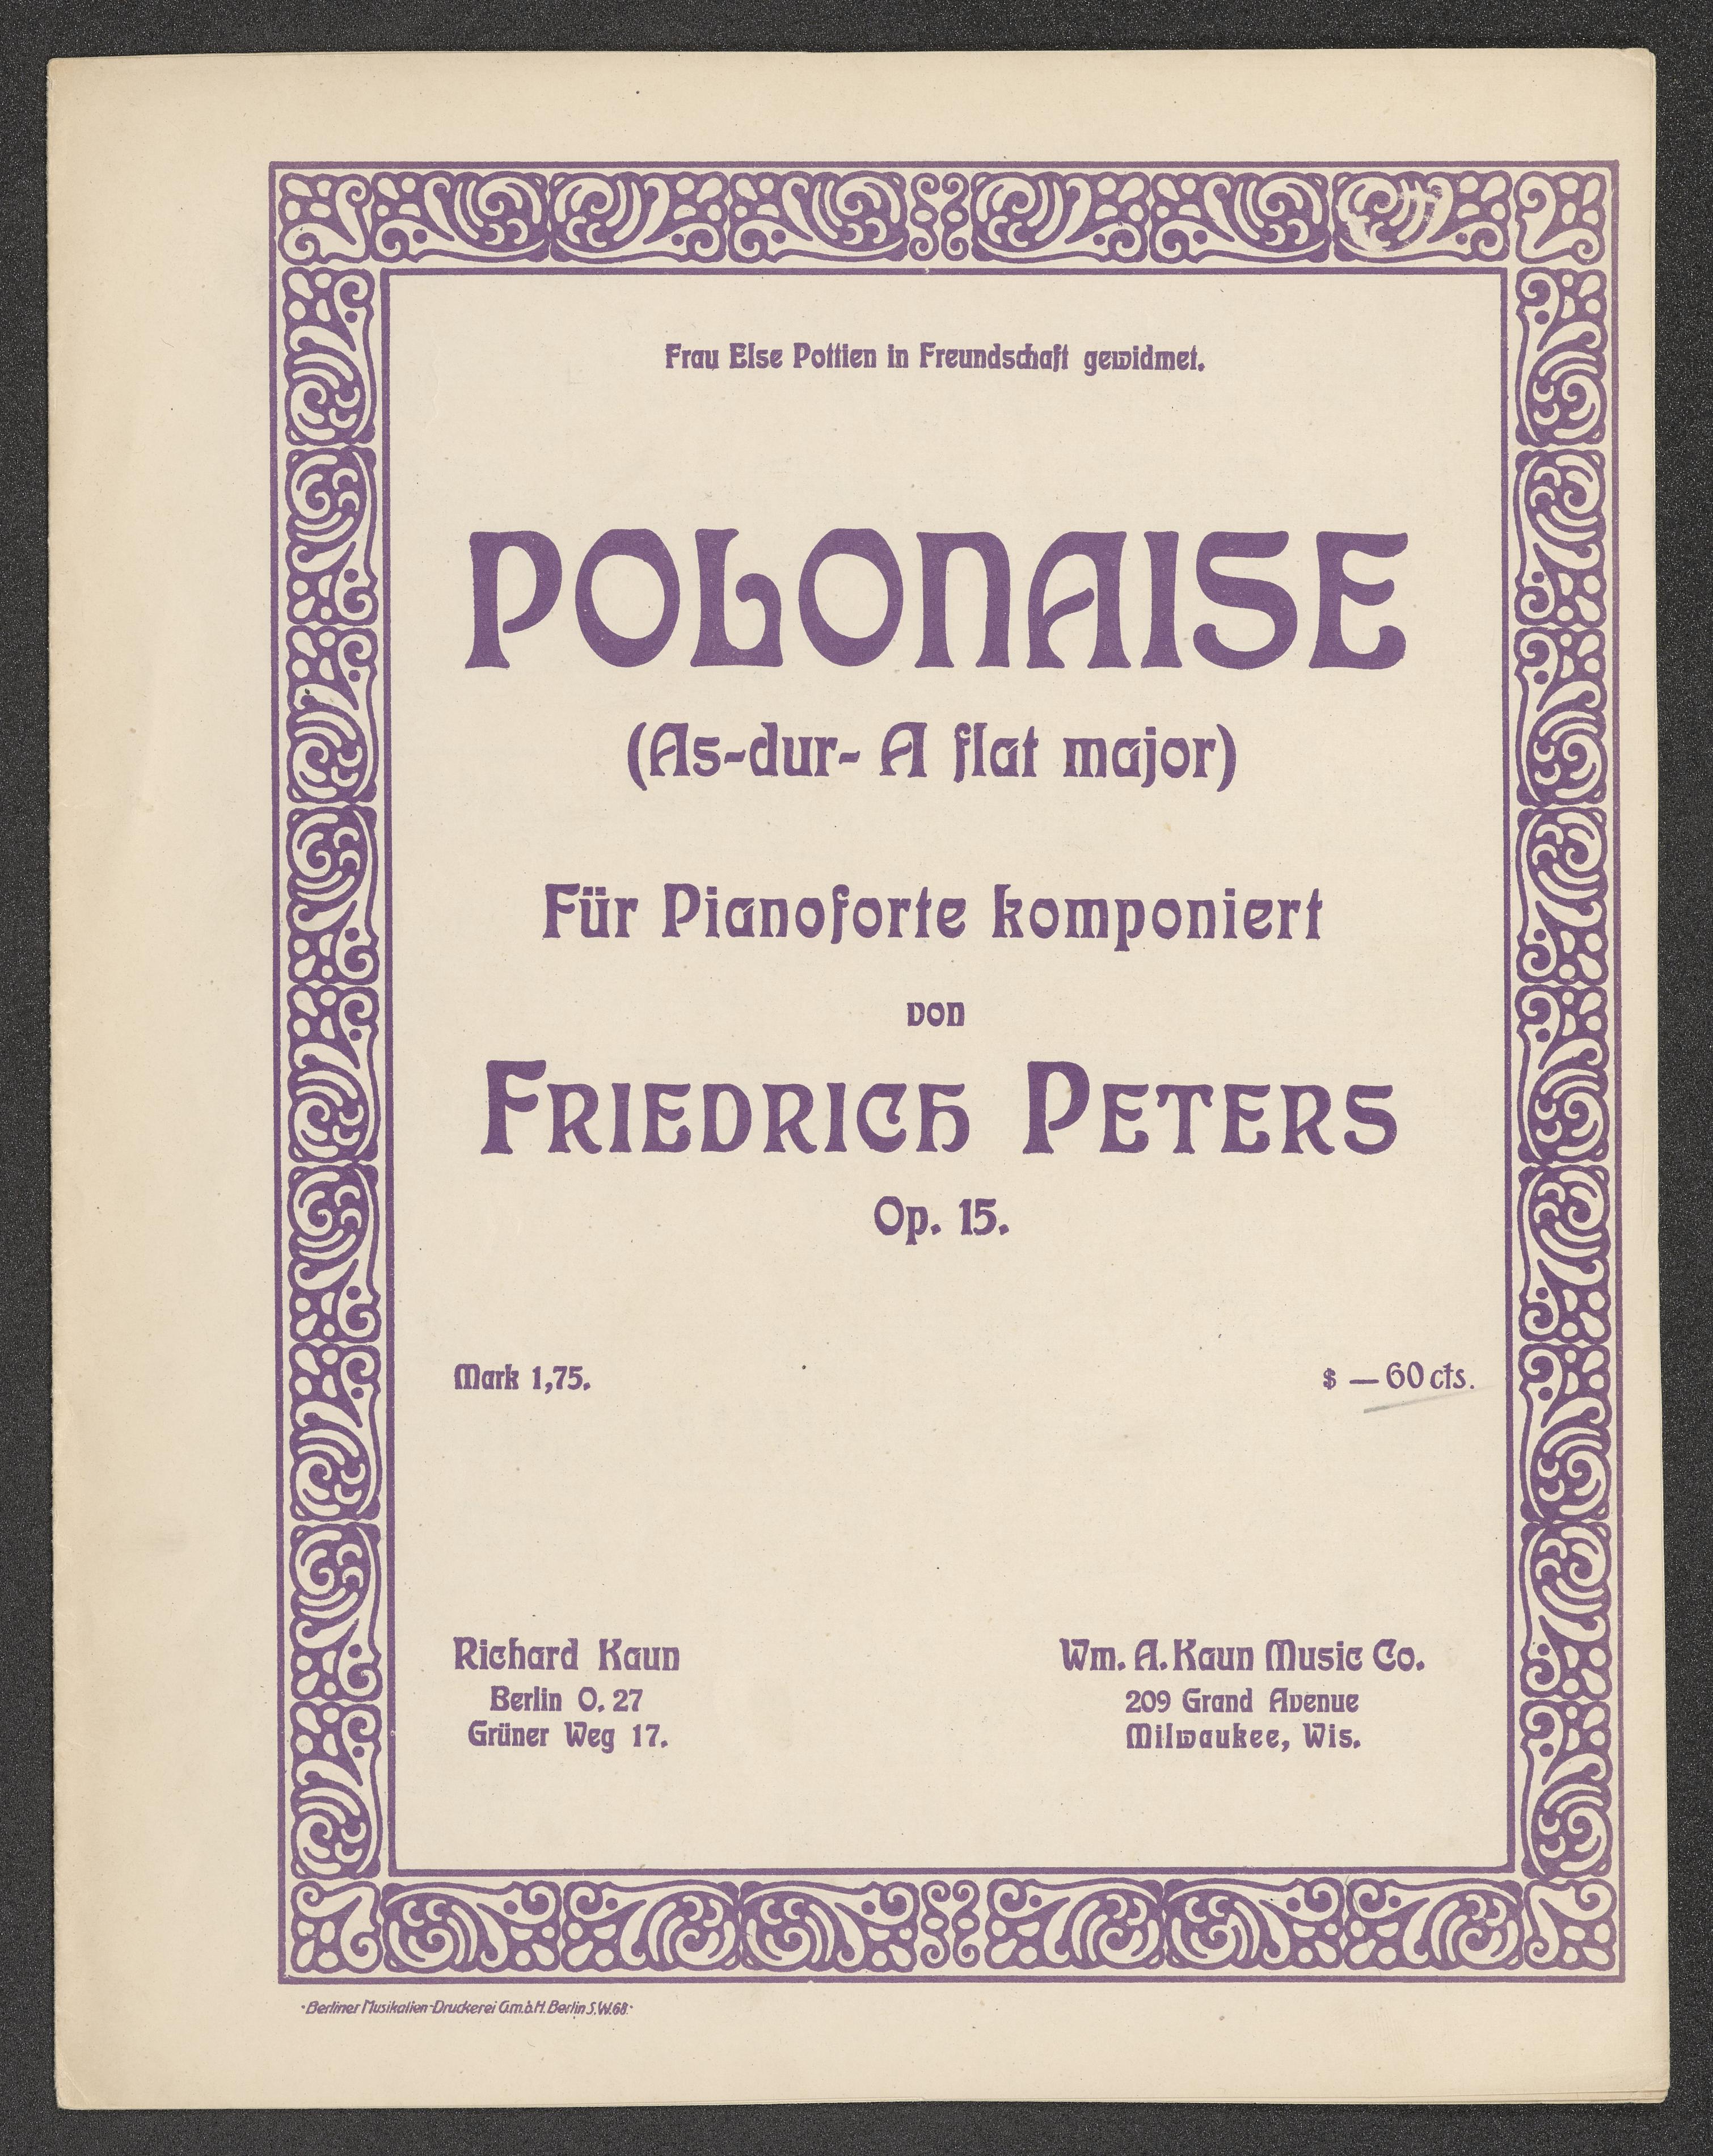 Frau Else Pottien in Freundschaft gewidmet.
POLONAISE
(As-dur- A flat major)
Für Pianoforte komponiert
von
FRIEDRICH PETERS
Op. 15.
Mark 1,75.
$ — 60 cts.
Richard Kaun
Berlin O. 27
Grüner Weg 17.
Wm. A. Kaun Music Co.
209 Grand Avenue
Milwaukee, Wis.
·Berliner Musikalien-Druckerei G.m.b.H. Berlin S.W.68·